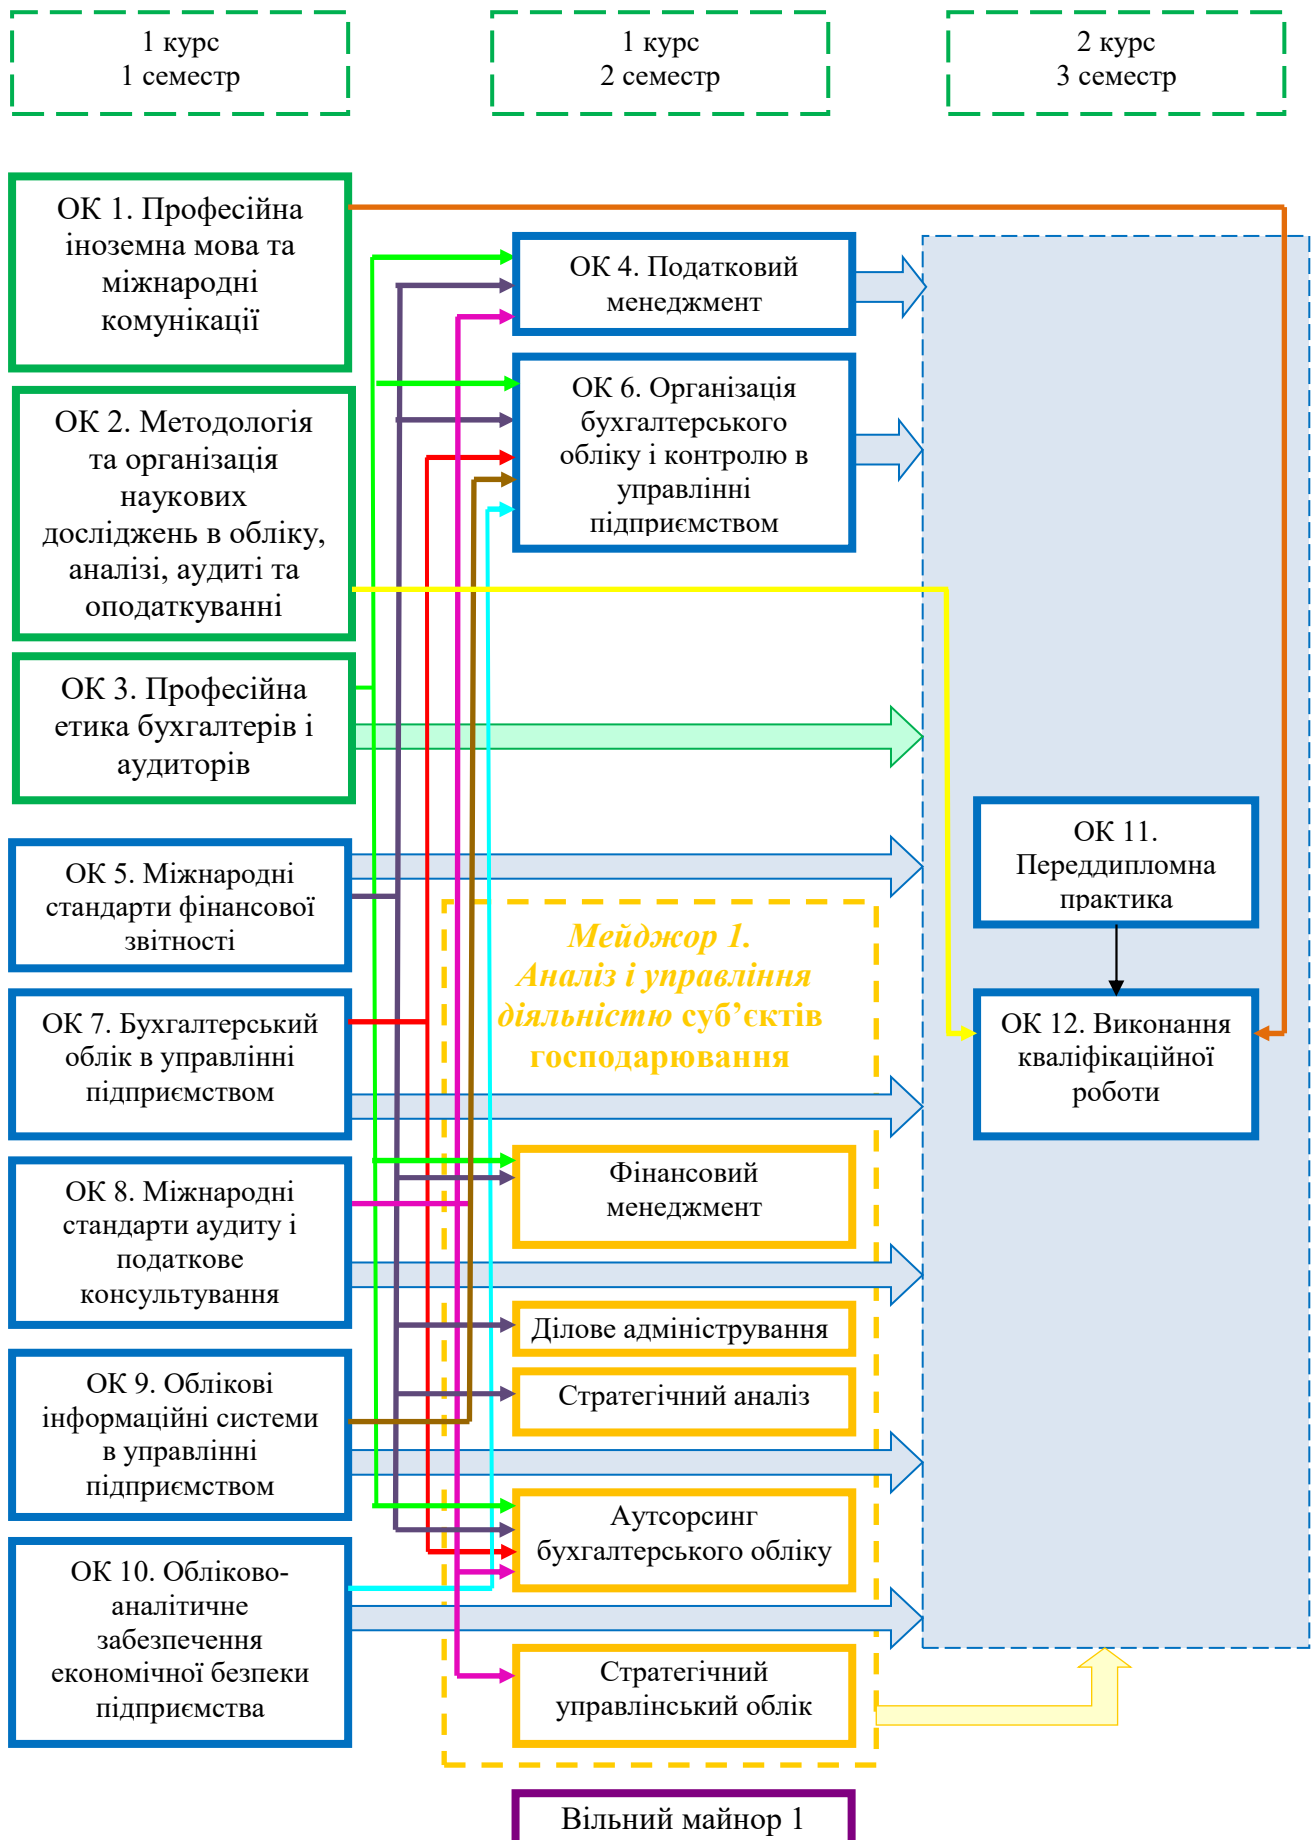 1 курс
1 семестр
1 курс
2 семестр
2 курс
3 семестр
ОК 1. Професійна
іноземна мова та
міжнародні
комунікації
ОК 2. Методологія
та організація
наукових
досліджень в обліку,
аналізі, аудиті та
оподаткуванні
ОК 3. Професійна
етика бухгалтерів і
аудиторів
ОК 5. Міжнародні
стандарти фінансової
звітності
ОК 7. Бухгалтерський
облік в управлінні
підприємством
ОК 8. Міжнародні
стандарти аудиту і
податкове
консультування
ОК 9. Облікові
інформаційні системи
в управлінні
підприємством
ОК 10. Обліково-
аналітичне
забезпечення
економічної безпеки
підприємства
ОК 4. Податковий
менеджмент
ОК 6. Організація
бухгалтерського
обліку і контролю в
управлінні
підприємством
Мейджор 1.
Аналіз і управління
діяльністю суб’єктів
господарювання
Фінансовий
менеджмент
Ділове адміністрування
Стратегічний аналіз
Аутсорсинг
бухгалтерського обліку
Стратегічний
управлінський облік
Вільний майнор 1
ОК 11.
Переддипломна
практика
ОК 12. Виконання
кваліфікаційної
роботи